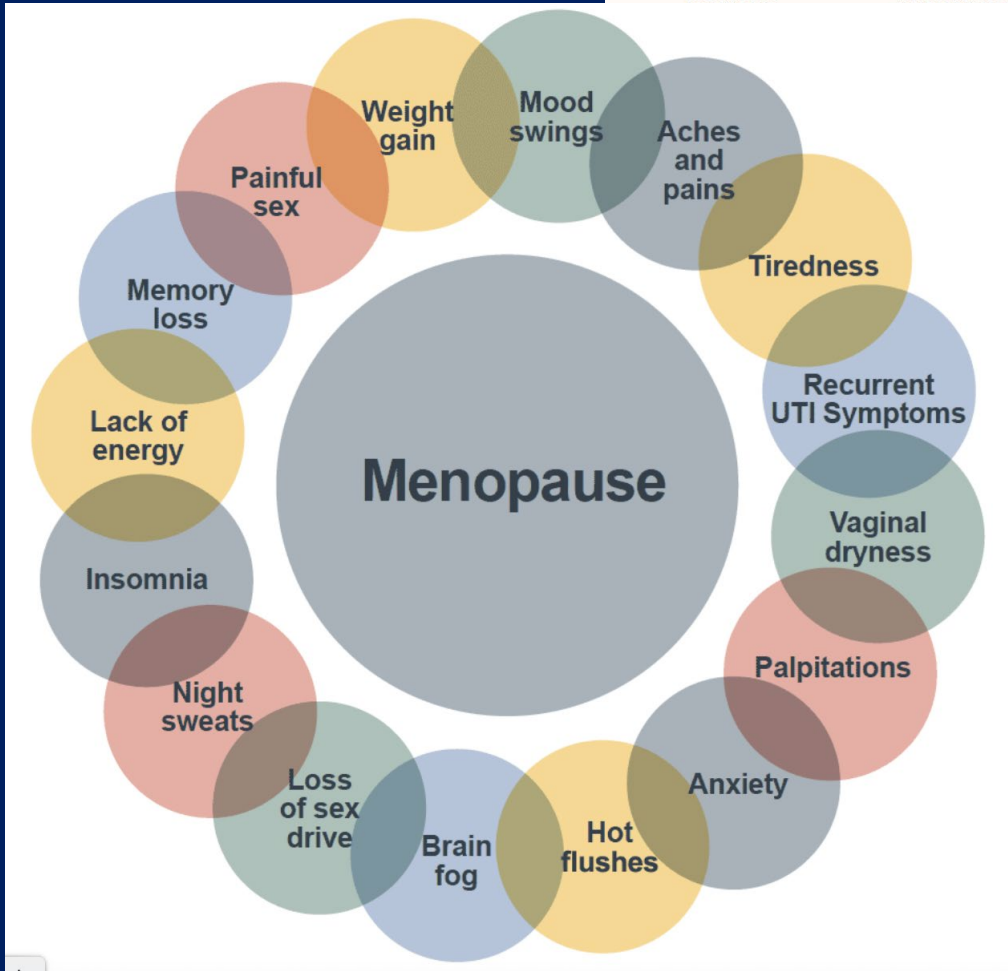 Menopause
Mood
swings
Aches
and
pains
Tiredness
Recurrent
UTI Symptoms
Vaginal
dryness
Palpitations
Anxiety
Hot
flushes
Brain
fog
Loss
of sex
drive
Night
sweats
Insomnia
Lack of
energy
Memory
loss
Painful
sex
Weight
gain